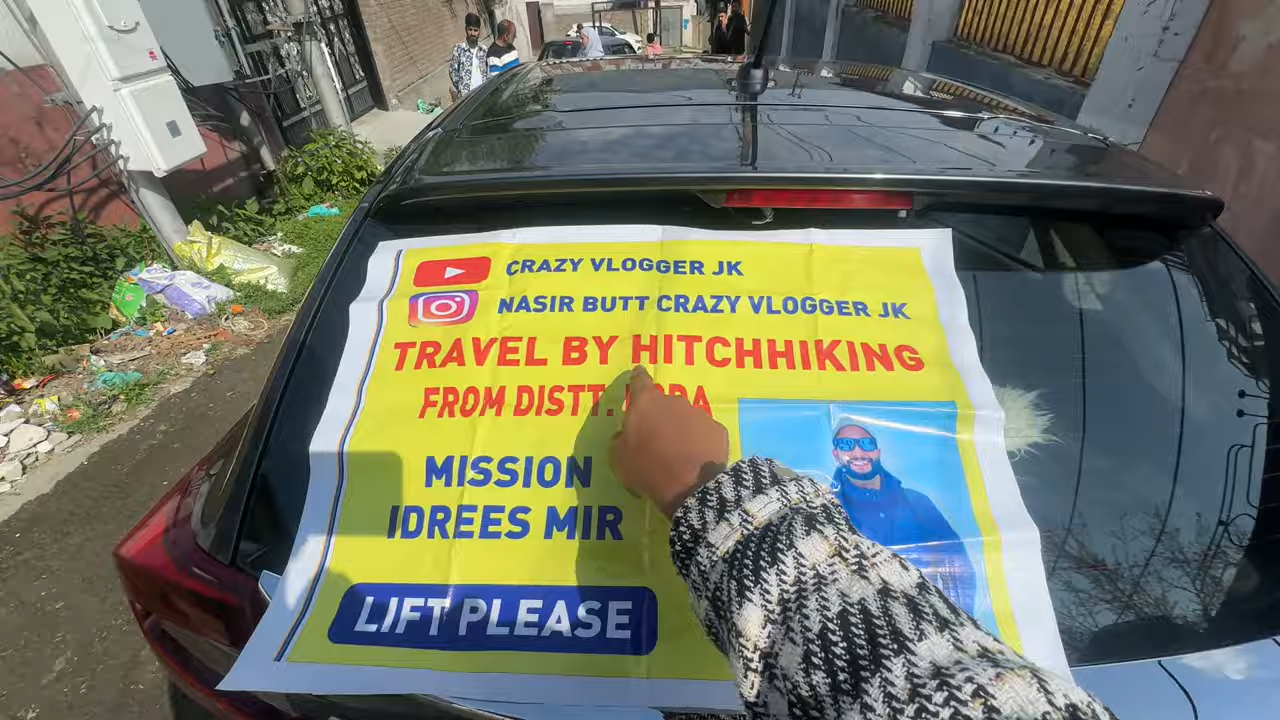 CRAZY VLOGGER JK
NASIR BUTT CRAZY VLOGGER JK
TRAVEL BY HITCHHIKING
FROM DISTT.
MISSION
IDREES MIR
LIFT PLEASE